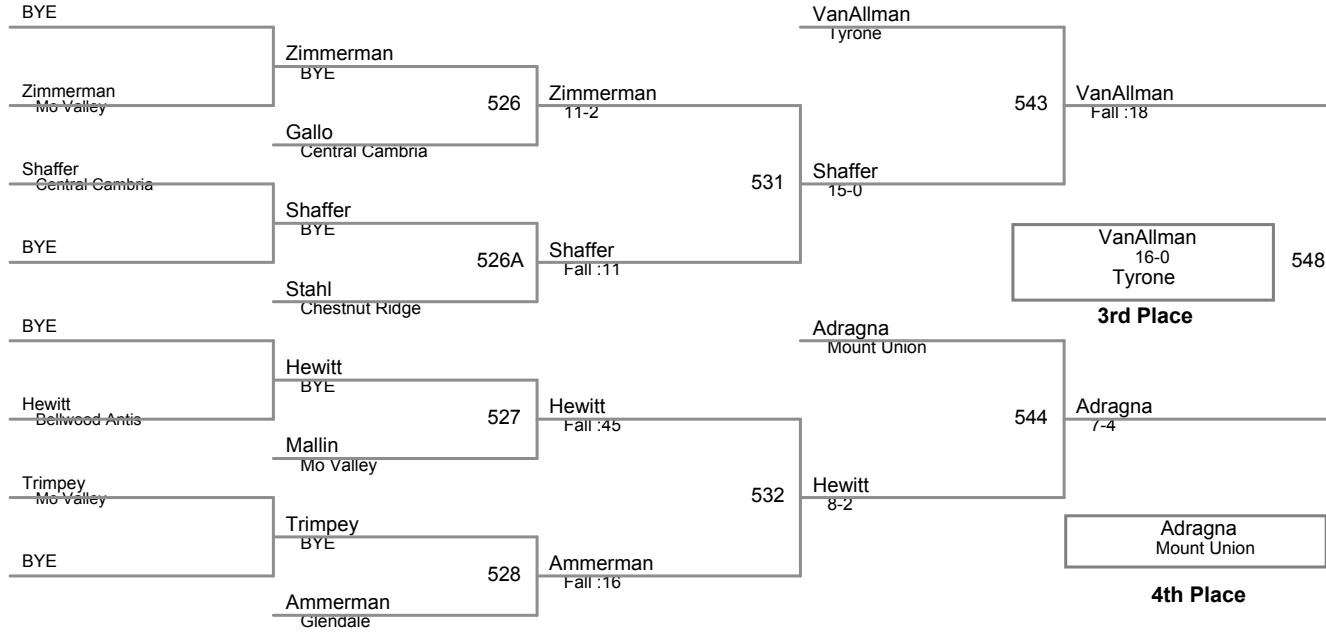 BYE
Zimmerman
Mo Valley
Shaffer
Central Cambria
BYE
BYE
Hewitt
Bellwood Antis
Trimpey
Mo Valley
BYE
Zimmerman
BYE
Gallo
Central Cambria
Shaffer
BYE
Stahl
Chestnut Ridge
Hewitt
BYE
Mallin
Mo Valley
Trimpey
BYE
Ammerman
Glendale
526
526A
527
528
Zimmerman
11-2
Shaffer
Fall :11
Hewitt
Fall :45
Ammerman
Fall :16
531
532
VanAllman
Tyrone
Shaffer
15-0
Adragna
Mount Union
Hewitt
8-2
543
544
VanAllman
Fall :18
Adragna
7-4
VanAllman
16-0
Tyrone
548
3rd Place
Adragna
Mount Union
4th Place